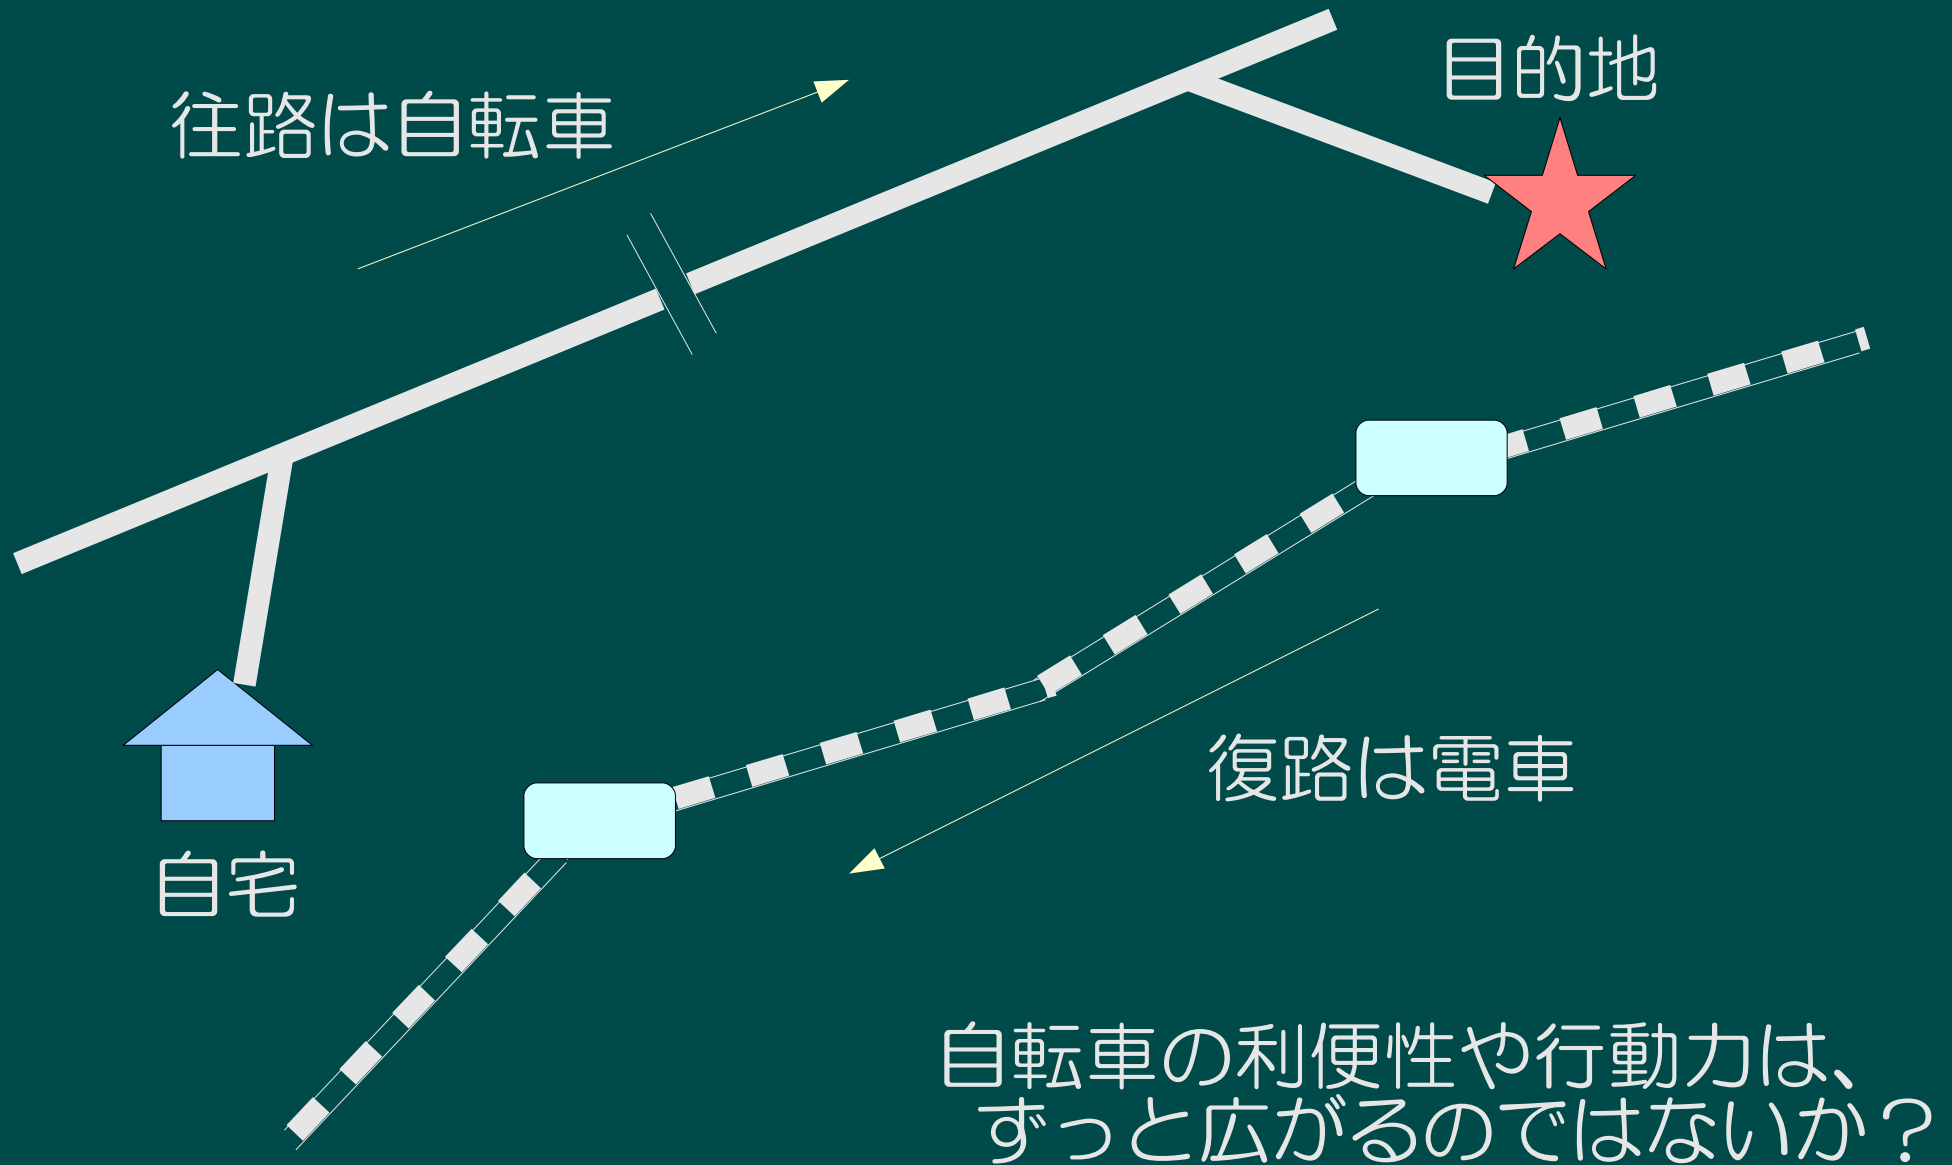 目的地
往路は自転車
復路は電車
自宅
自転車の利便性や行動力は、
ずっと広がるのではないか？